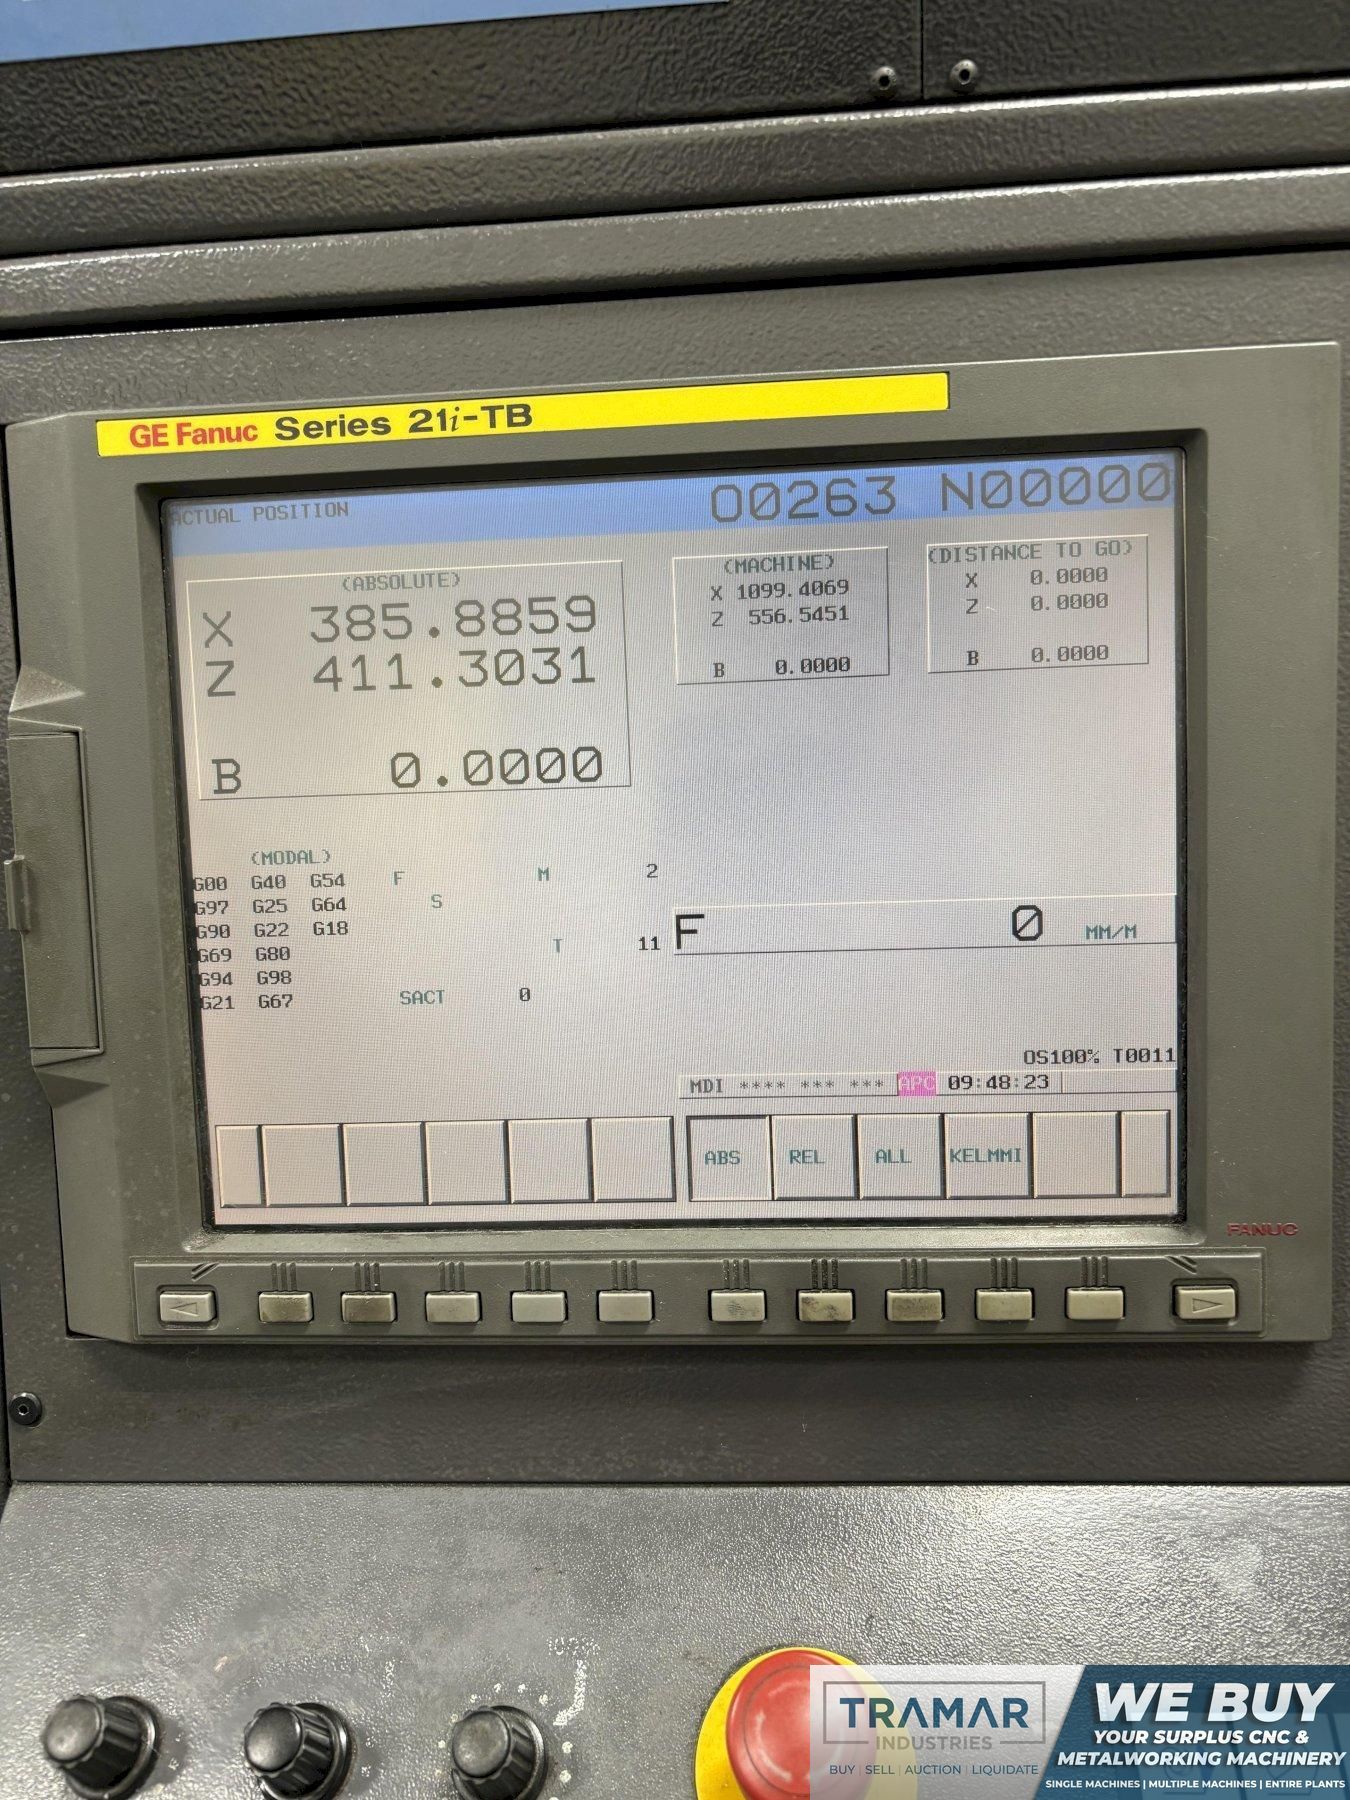 GE Fanuc Series 21i-TB
ACTUAL POSITION
O0263 N00000
(ABSOLUTE)
X 385.8859
Z 411.3031
B 0.0000
(MACHINE)
X 1099.4069
Z 556.5451
B 0.0000
(DISTANCE TO GO)
X 0.0000
Z 0.0000
B 0.0000
(MODAL)
G00 G40 G54 F M 2
G97 G25 G64 S
G90 G22 G18
G69 G80 T 11
G94 G98
G21 G67 SACT 0
F 0 MM/M
OS100% T0011
MDI **** *** *** APC 09:48:23
ABS REL ALL KELMMI
FANUC
TRAMAR
INDUSTRIES
BUY | SELL | AUCTION | LIQUIDATE
WE BUY
YOUR SURPLUS CNC &
METALWORKING MACHINERY
SINGLE MACHINES | MULTIPLE MACHINES | ENTIRE PLANTS